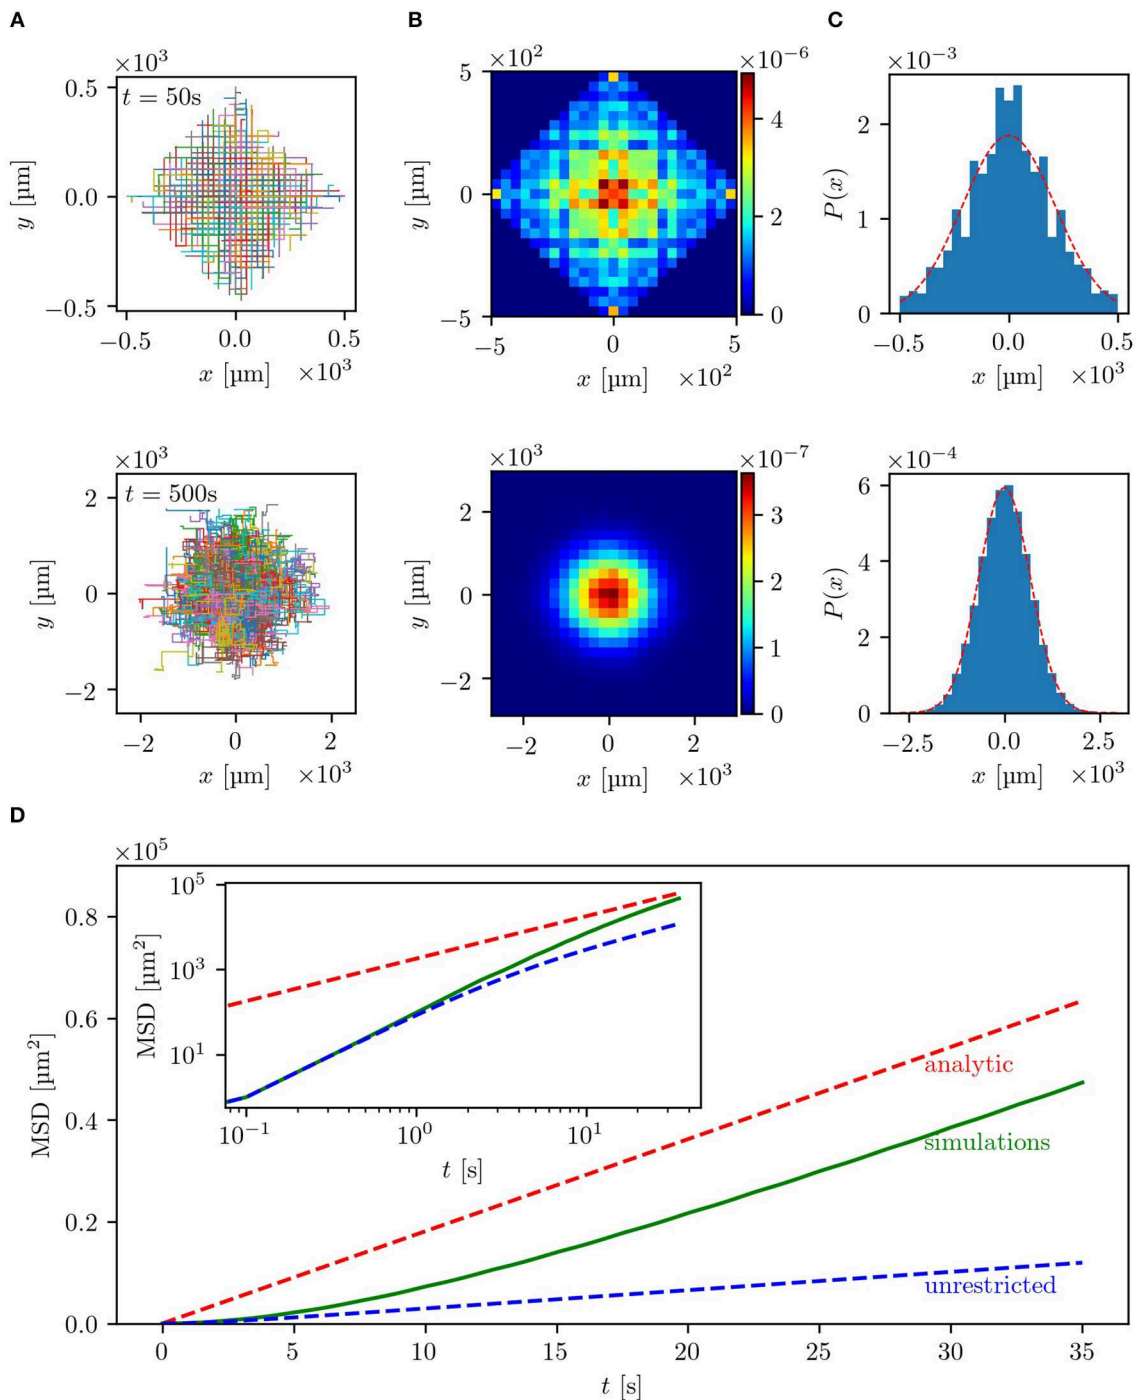 A
B
C
×10³
t = 50s
0.5
0.0
−0.5
y [µm]
−0.5 0.0 0.5
x [µm] ×10³
×10²
5
0
−5
y [µm]
−5 0 5
x [µm] ×10²
×10⁻⁶
4
2
0
×10⁻³
2
1
0
P(x)
−0.5 0.0 0.5
x [µm] ×10³
×10³
t = 500s
2
0
−2
y [µm]
−2 0 2
x [µm] ×10³
×10³
2
0
−2
y [µm]
−2 0 2
x [µm] ×10³
×10⁻⁷
3
2
1
0
×10⁻⁴
6
4
2
0
P(x)
−2.5 0.0 2.5
x [µm] ×10³
D
×10⁵
0.8
0.6
0.4
0.2
0.0
MSD [µm²]
10⁵
10³
10¹
MSD [µm²]
10⁻¹ 10⁰ 10¹
t [s]
analytic
simulations
unrestricted
0 5 10 15 20 25 30 35
t [s]